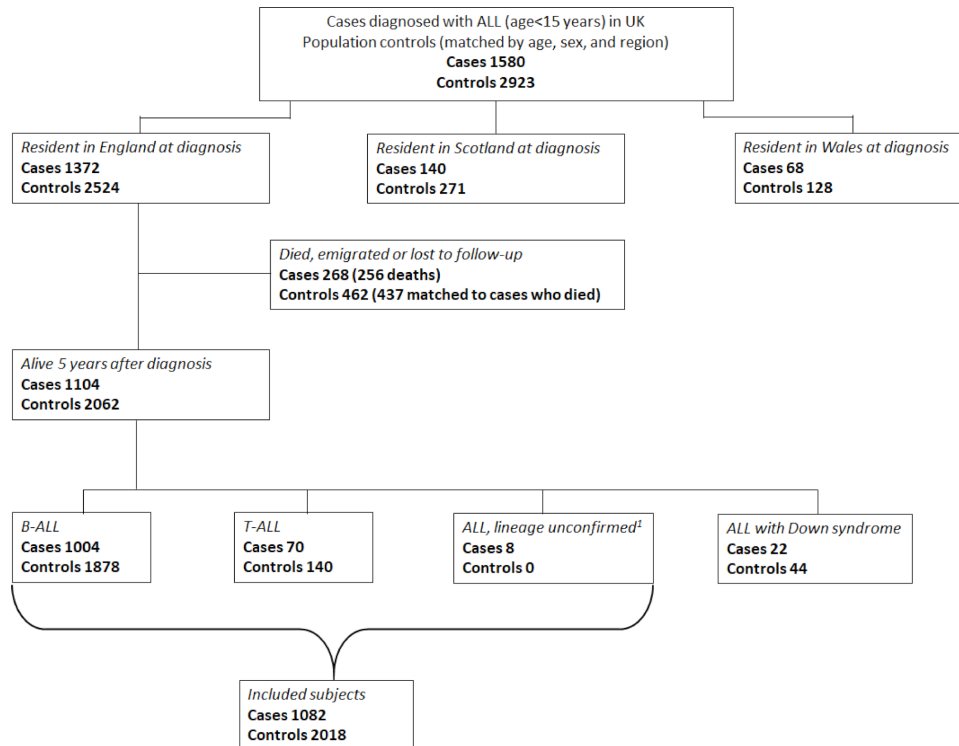 Cases diagnosed with ALL (age<15 years) in UK
Population controls (matched by age, sex, and region)
Cases 1580
Controls 2923
Resident in England at diagnosis
Cases 1372
Controls 2524
Resident in Scotland at diagnosis
Cases 140
Controls 271
Resident in Wales at diagnosis
Cases 68
Controls 128
Died, emigrated or lost to follow-up
Cases 268 (256 deaths)
Controls 462 (437 matched to cases who died)
Alive 5 years after diagnosis
Cases 1104
Controls 2062
B-ALL
Cases 1004
Controls 1878
T-ALL
Cases 70
Controls 140
ALL, lineage unconfirmed¹
Cases 8
Controls 0
ALL with Down syndrome
Cases 22
Controls 44
Included subjects
Cases 1082
Controls 2018